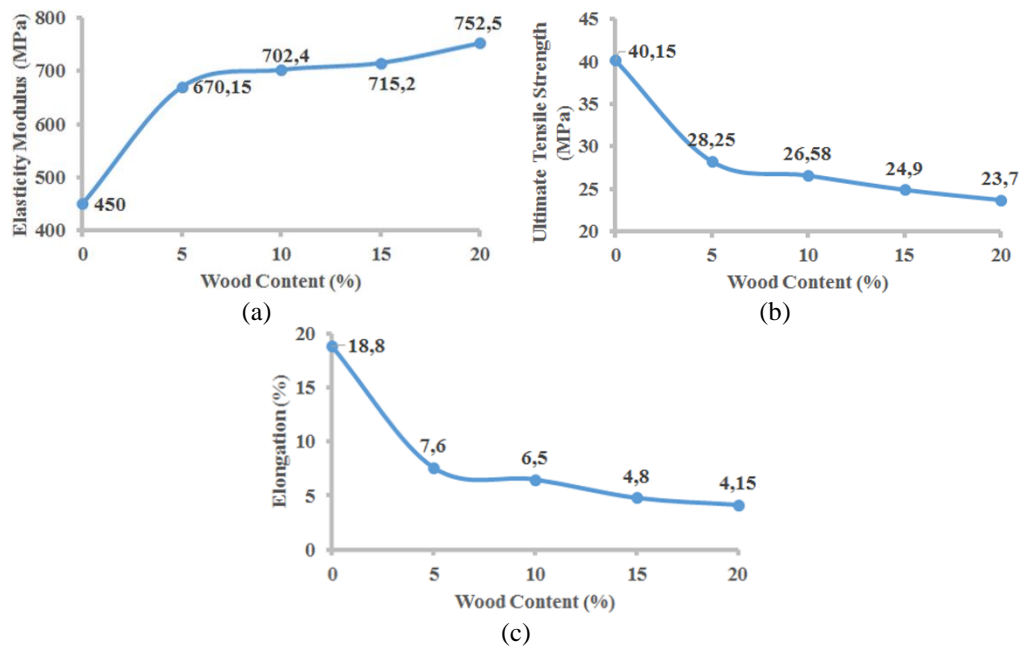 Elasticity Modulus (MPa)
800
700
600
500
400
450
670,15
702,4
715,2
752,5
0 5 10 15 20
Wood Content (%)
(a)
Ultimate Tensile Strength
(MPa)
45
40
35
30
25
20
40,15
28,25
26,58
24,9
23,7
0 5 10 15 20
Wood Content (%)
(b)
Elongation (%)
20
15
10
5
0
18,8
7,6
6,5
4,8
4,15
0 5 10 15 20
Wood Content (%)
(c)